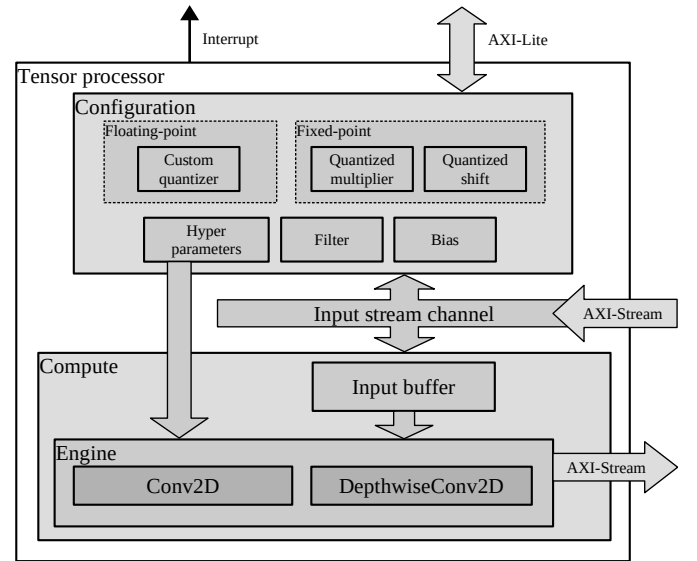 Interrupt
AXI-Lite
Tensor processor
Configuration
Floating-point
Fixed-point
Custom
quantizer
Quantized
multiplier
Quantized
shift
Hyper
parameters
Filter
Bias
Input stream channel
AXI-Stream
Compute
Input buffer
Engine
AXI-Stream
Conv2D
DepthwiseConv2D